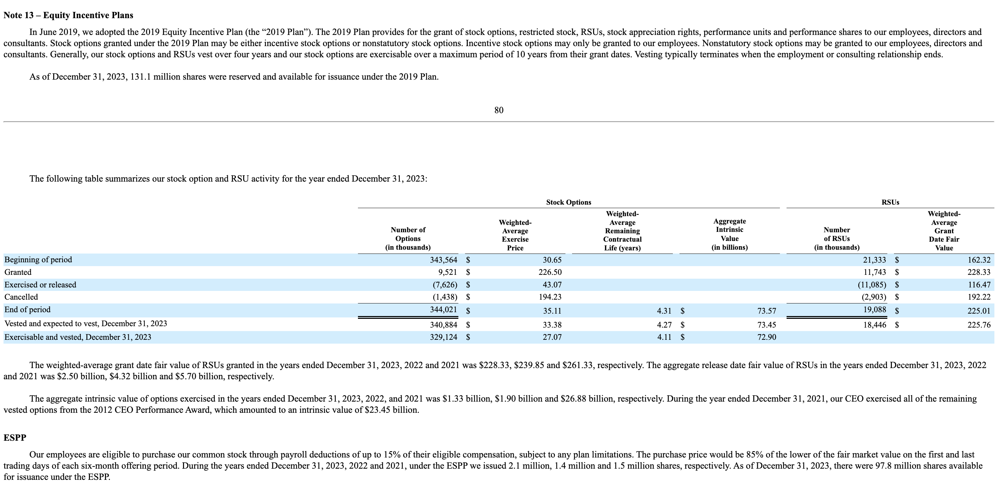 Note 13 – Equity Incentive Plans
In June 2019, we adopted the 2019 Equity Incentive Plan (the “2019 Plan”). The 2019 Plan provides for the grant of stock options, restricted stock, RSUs, stock appreciation rights, performance units and performance shares to our employees, directors and
consultants. Stock options granted under the 2019 Plan may be either incentive stock options or nonstatutory stock options. Incentive stock options may only be granted to our employees. Nonstatutory stock options may be granted to our employees, directors and
consultants. Generally, our stock options and RSUs vest over four years and our stock options are exercisable over a maximum period of 10 years from their grant dates. Vesting typically terminates when the employment or consulting relationship ends.
As of December 31, 2023, 131.1 million shares were reserved and available for issuance under the 2019 Plan.
80
The following table summarizes our stock option and RSU activity for the year ended December 31, 2023:
Stock Options RSUs
Number of Options (in thousands) Weighted-Average Exercise Price Weighted-Average Remaining Contractual Life (years) Aggregate Intrinsic Value (in billions) Number of RSUs (in thousands) Weighted-Average Grant Date Fair Value
Beginning of period 343,564 $ 30.65 21,333 $ 162.32
Granted 9,521 $ 226.50 11,743 $ 228.33
Exercised or released (7,626) $ 43.07 (11,085) $ 116.47
Cancelled (1,438) $ 194.23 (2,903) $ 192.22
End of period 344,021 $ 35.11 4.31 $ 73.57 19,088 $ 225.01
Vested and expected to vest, December 31, 2023 340,884 $ 33.38 4.27 $ 73.45 18,446 $ 225.76
Exercisable and vested, December 31, 2023 329,124 $ 27.07 4.11 $ 72.90
The weighted-average grant date fair value of RSUs granted in the years ended December 31, 2023, 2022 and 2021 was $228.33, $239.85 and $261.33, respectively. The aggregate release date fair value of RSUs in the years ended December 31, 2023, 2022
and 2021 was $2.50 billion, $4.32 billion and $5.70 billion, respectively.
The aggregate intrinsic value of options exercised in the years ended December 31, 2023, 2022, and 2021 was $1.33 billion, $1.90 billion and $26.88 billion, respectively. During the year ended December 31, 2021, our CEO exercised all of the remaining
vested options from the 2012 CEO Performance Award, which amounted to an intrinsic value of $23.45 billion.
ESPP
Our employees are eligible to purchase our common stock through payroll deductions of up to 15% of their eligible compensation, subject to any plan limitations. The purchase price would be 85% of the lower of the fair market value on the first and last
trading days of each six-month offering period. During the years ended December 31, 2023, 2022 and 2021, under the ESPP we issued 2.1 million, 1.4 million and 1.5 million shares, respectively. As of December 31, 2023, there were 97.8 million shares available
for issuance under the ESPP.